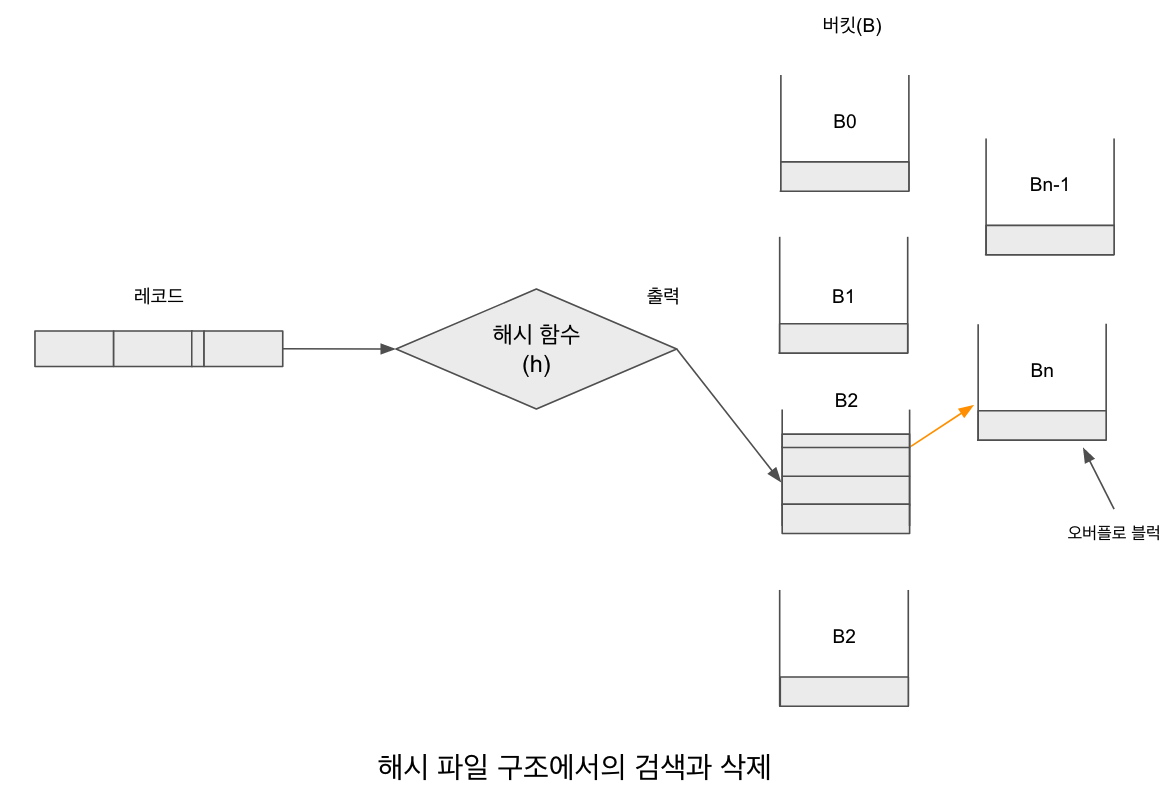 버킷(B)
B0
Bn-1
레코드
해시 함수
(h)
출력
B1
Bn
B2
오버플로 블럭
B2
해시 파일 구조에서의 검색과 삭제